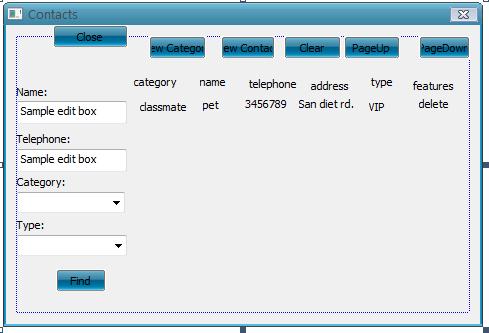 Contacts
Close
ew Categor
ew Contac
Clear
PageUp
PageDown
category name telephone address type features
classmate pet 3456789 San diet rd. VIP delete
Name:
Sample edit box
Telephone:
Sample edit box
Category:
Type:
Find